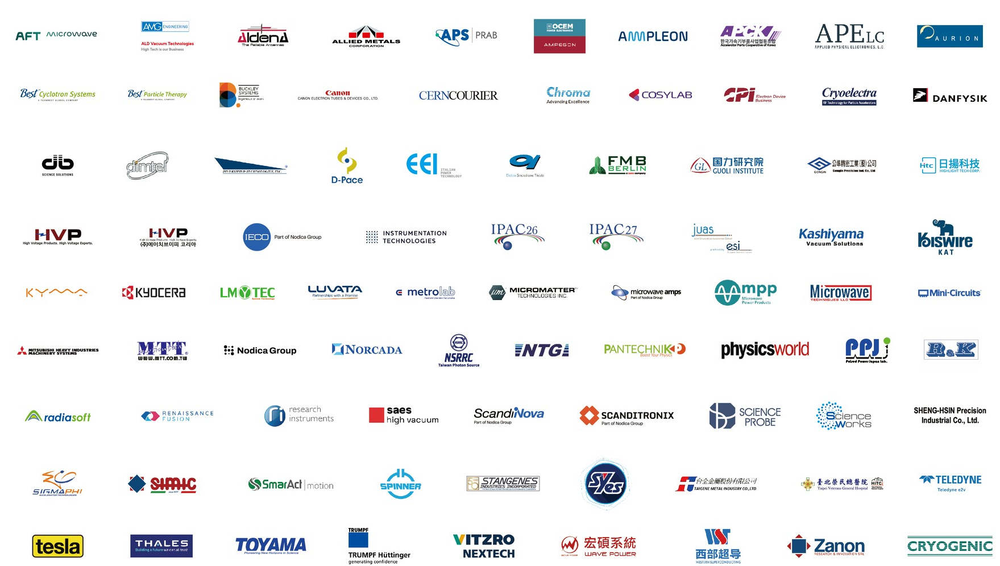 AFT microwave
AMG ENGINEERING
ALD Vacuum Technologies
High Tech is our Business
AldenA
The Reliable Antennas
ALLIED METALS
CORPORATION
APS PRAB
OCEM
POWER ELECTRONICS
AMPEGON
AMPLEON
APCK
한국가속기부품사업협동조합
Accelerator Parts Cooperative of Korea
APELC
APPLIED PHYSICAL ELECTRONICS, L.C.
AURION
Best Cyclotron Systems
A TEAMBEST GLOBAL COMPANY
Best Particle Therapy
A TEAMBEST GLOBAL COMPANY
BUCKLEY
SYSTEMS
Ingenious at work
Canon
CANON ELECTRON TUBES & DEVICES CO., LTD.
CERNCOURIER
Chroma
Advancing Excellence
COSYLAB
CPI Electron Device
Business
Cryoelectra
RF Technology for Particle Accelerators
DANFYSIK
db
SCIENCE SOLUTIONS
dimtel
DIVERSIFIED TECHNOLOGIES, INC.
D-Pace
EEI ITALIAN
POWER
TECHNOLOGY
Elettra Sincrotrone Trieste
FMB
BERLIN
GL 国力研究院
GUOLI INSTITUTE
GONGIN
公準精密工業(股)公司
Gongin Precision Ind. Co., Ltd
Htc 日揚科技
HIGHLIGHT TECH CORP.
HVP
High Voltage Products. High Voltage Experts.
HVP
High Voltage Products. High Voltage Experts.
(주)에이치브이피 코리아
IECO Part of Nodica Group
INSTRUMENTATION
TECHNOLOGIES
IPAC26
IPAC27
juas
esi
Kashiyama
Vacuum Solutions
KISWIRE
KAT
KYMA
KYOCERA
LMYTEC
System Technology
LUVATA
Partnerships with a Promise
metrolab
MICROMATTER
TECHNOLOGIES INC.
microwave amps
Part of Nodica Group
mpp
Microwave
Power Products
Microwave
TECHNIQUES LLC
Mini-Circuits
MITSUBISHI HEAVY INDUSTRIES
MACHINERY SYSTEMS
MTT
WWW.MTT.COM.TW
Nodica Group
NORCADA
NSRRC
Taiwan Photon Source
NTG
PANTECHNIK
Boost Your Physics
physicsworld
PPJ
Pulsed Power Japan Lab.
R&K
radiasoft
RENAISSANCE
FUSION
ri research
instruments
saes
high vacuum
ScandiNova
Part of Nodica Group
SCANDITRONIX
Part of Nodica Group
SCIENCE
PROBE
Science
Works
SHENG-HSIN Precision
Industrial Co., Ltd.
SIGMAPHI
ACCELERATOR TECHNOLOGIES
SIMIC
SmarAct motion
SPINNER
STANGENES
INDUSTRIES INCORPORATED
SYes
台全金屬股份有限公司
TAIGENE METAL INDUSTRY CO.,LTD
臺北榮民總醫院
Taipei Veterans General Hospital
HITC
TELEDYNE
Teledyne e2v
tesla
THALES
Building a future we can all trust
TOYAMA
Pioneering New Horizons in Science
TRUMPF
TRUMPF Hüttinger
generating confidence
VITZRO
NEXTECH
宏碩系統
WAVE POWER
WST
西部超导
WESTERN SUPERCONDUCTING
Zanon
RESEARCH & INNOVATION SRL
CRYOGENIC